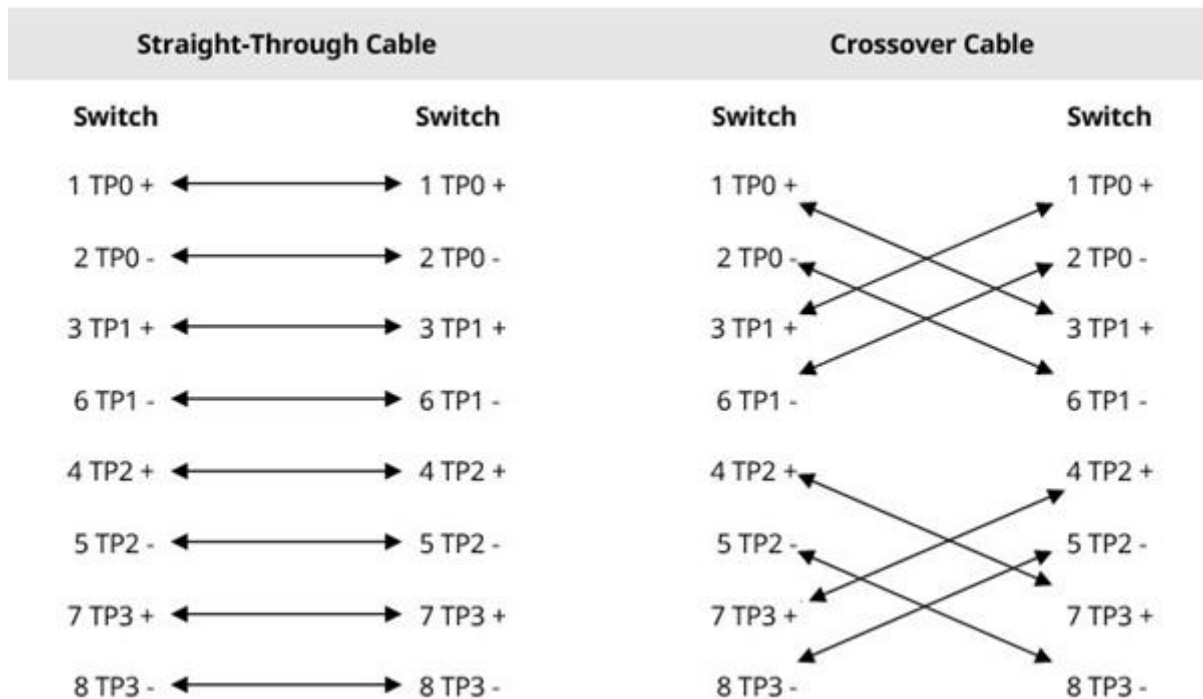 Straight-Through Cable Crossover Cable
Switch Switch Switch Switch
1 TP0 + 1 TP0 + 1 TP0 + 1 TP0 +
2 TP0 - 2 TP0 - 2 TP0 - 2 TP0 -
3 TP1 + 3 TP1 + 3 TP1 + 3 TP1 +
6 TP1 - 6 TP1 - 6 TP1 - 6 TP1 -
4 TP2 + 4 TP2 + 4 TP2 + 4 TP2 +
5 TP2 - 5 TP2 - 5 TP2 - 5 TP2 -
7 TP3 + 7 TP3 + 7 TP3 + 7 TP3 +
8 TP3 - 8 TP3 - 8 TP3 - 8 TP3 -